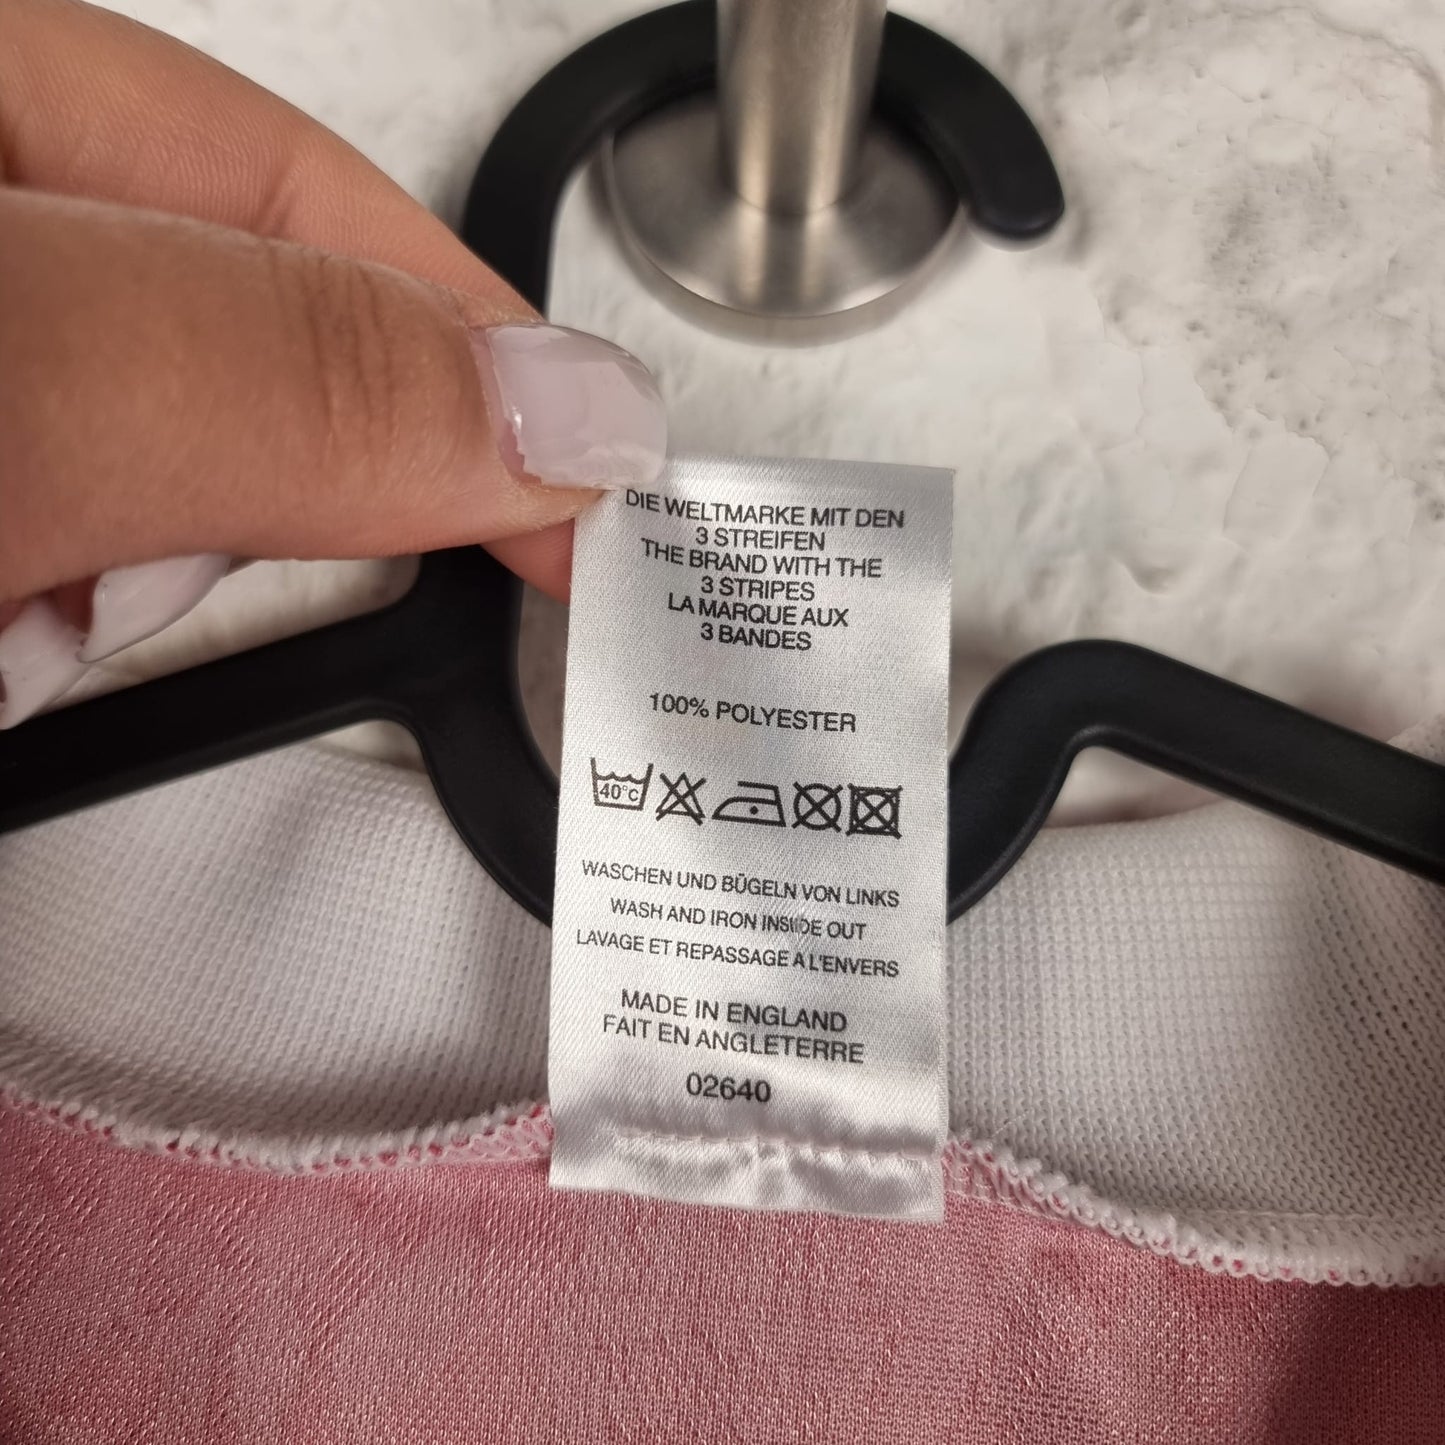 DIE WELTMARKE MIT DEN
3 STREIFEN
THE BRAND WITH THE
3 STRIPES
LA MARQUE AUX
3 BANDES
100% POLYESTER
40°C
WASCHEN UND BÜGELN VON LINKS
WASH AND IRON INSIDE OUT
LAVAGE ET REPASSAGE A L'ENVERS
MADE IN ENGLAND
FAIT EN ANGLETERRE
02640